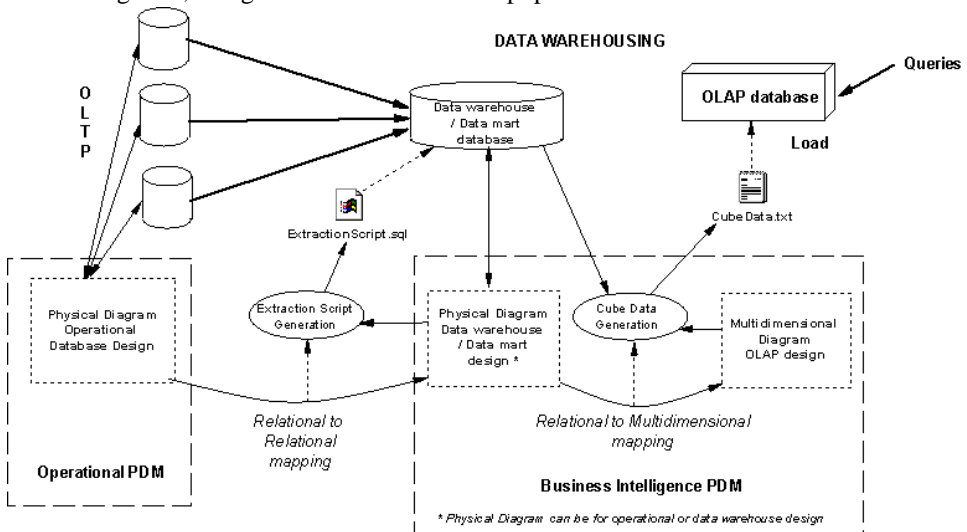 DATA WAREHOUSING
O
L
T
P
Data warehouse
/ Data mart
database
OLAP database
Queries
Load
ExtractionScript.sql
CubeData.txt
Physical Diagram
Operational
Database Design
Extraction Script
Generation
Physical Diagram
Data warehouse
/ Data mart
design *
Cube Data
Generation
Multidimensional
Diagram
OLAP design
Relational to
Relational
mapping
Relational to Multidimensional
mapping
Operational PDM
Business Intelligence PDM
* Physical Diagram can be for operational or data warehouse design